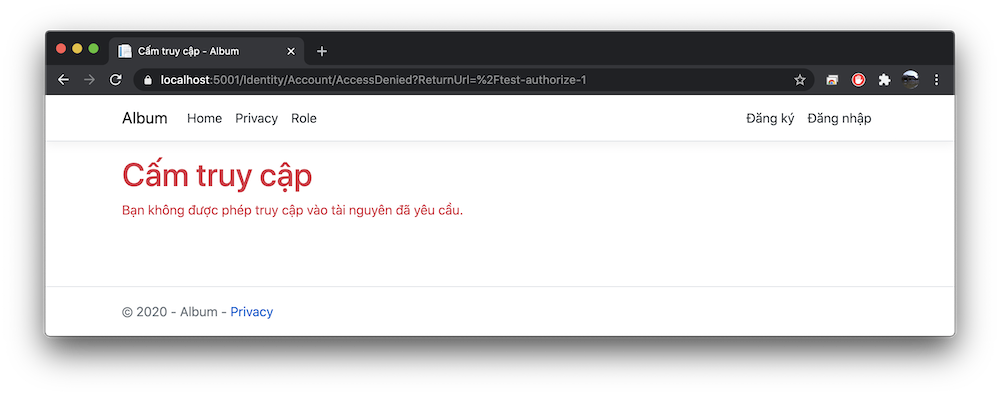 Cấm truy cập - Album
localhost:5001/Identity/Account/AccessDenied?ReturnUrl=%2Ftest-authorize-1
Album Home Privacy Role Đăng ký Đăng nhập
Cấm truy cập
Bạn không được phép truy cập vào tài nguyên đã yêu cầu.
© 2020 - Album - Privacy